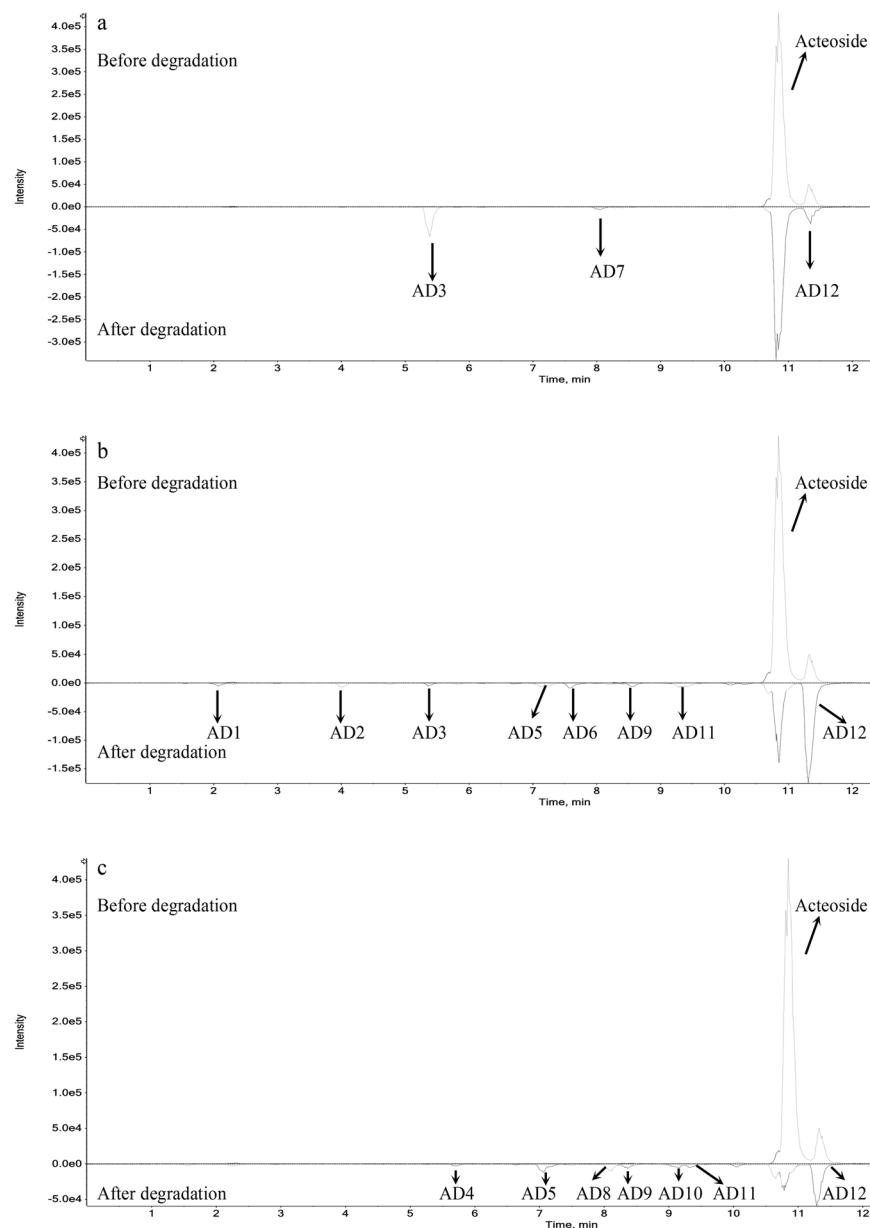 a
4.0e5
Before degradation
Acteoside
3.5e5
3.0e5
2.5e5
2.0e5
1.5e5
1.0e5
5.0e4
0.0e0
Intensity
-5.0e4
-1.0e5
AD3
AD7
AD12
-1.5e5
-2.0e5
-2.5e5
After degradation
-3.0e5
1 2 3 4 5 6 7 8 9 10 11 12
Time, min
b
4.0e5
Before degradation
Acteoside
3.5e5
3.0e5
2.5e5
2.0e5
1.5e5
1.0e5
5.0e4
0.0e0
Intensity
-5.0e4
AD1 AD2 AD3 AD5 AD6 AD9 AD11 AD12
-1.0e5
After degradation
-1.5e5
1 2 3 4 5 6 7 8 9 10 11 12
Time, min
c
4.0e5
Before degradation
Acteoside
3.5e5
3.0e5
2.5e5
2.0e5
1.5e5
1.0e5
5.0e4
0.0e0
Intensity
After degradation
AD4 AD5 AD8 AD9 AD10 AD11 AD12
-5.0e4
1 2 3 4 5 6 7 8 9 10 11 12
Time, min